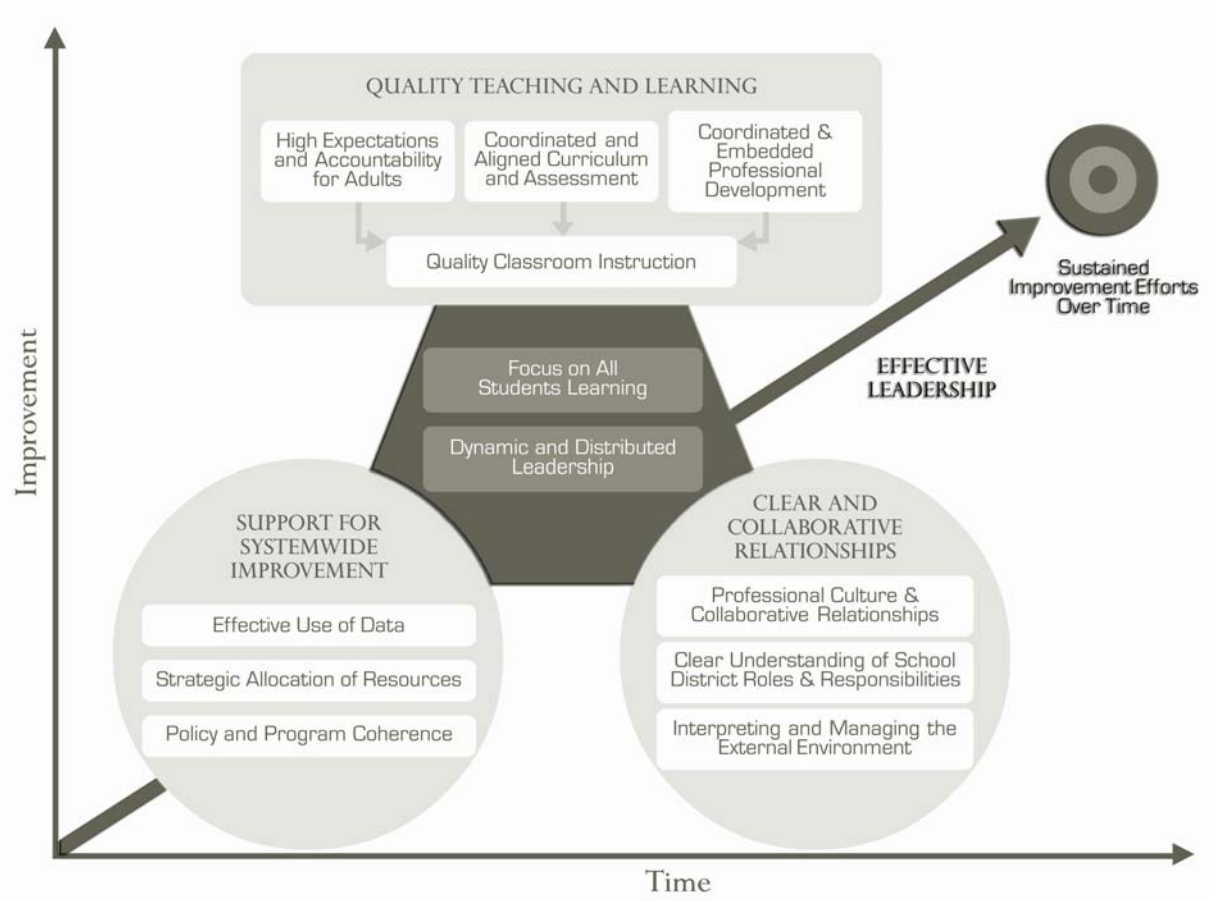 QUALITY TEACHING AND LEARNING
High Expectations
and Accountability
for Adults
Coordinated and
Aligned Curriculum
and Assessment
Coordinated &
Embedded
Professional
Development
Quality Classroom Instruction
Sustained
Improvement Efforts
Over Time
Focus on All
Students Learning
EFFECTIVE
LEADERSHIP
Dynamic and Distributed
Leadership
Improvement
SUPPORT FOR
SYSTEMWIDE
IMPROVEMENT
Effective Use of Data
Strategic Allocation of Resources
Policy and Program Coherence
CLEAR AND
COLLABORATIVE
RELATIONSHIPS
Professional Culture &
Collaborative Relationships
Clear Understanding of School
District Roles & Responsibilities
Interpreting and Managing the
External Environment
Time